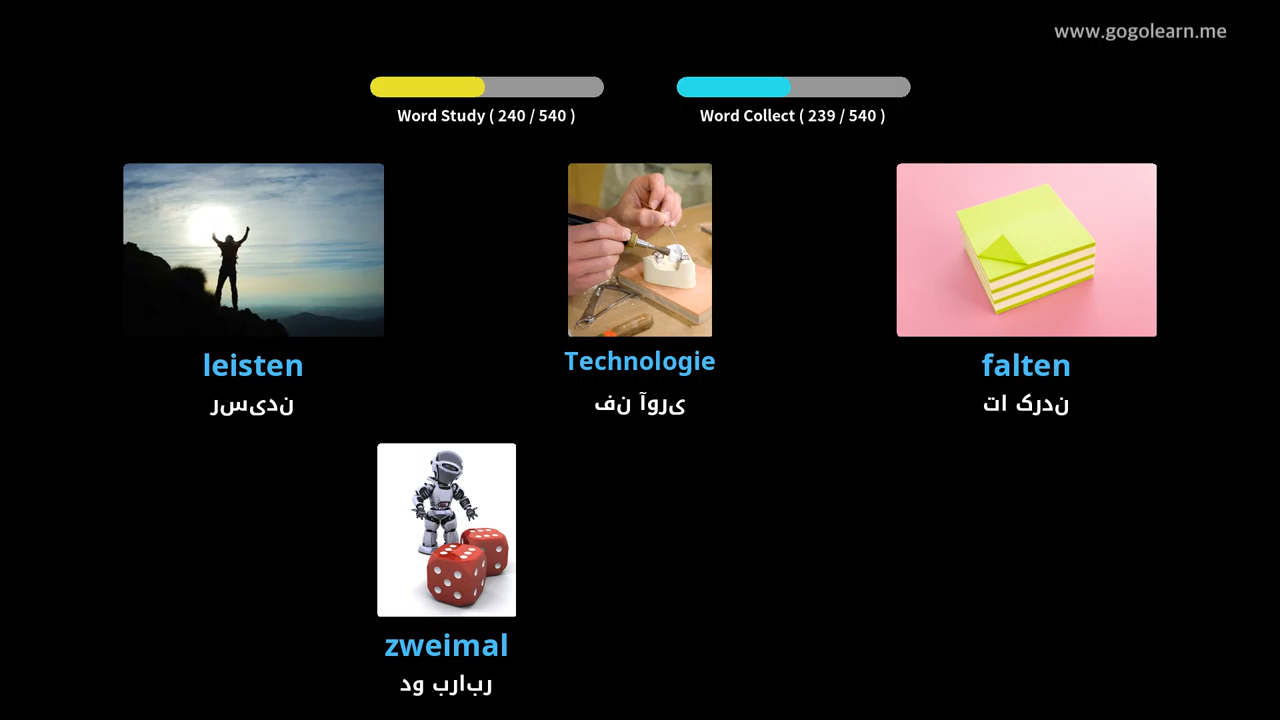 www.gogolearn.me
Word Study ( 240 / 540 )
Word Collect ( 239 / 540 )
leisten
ندیسر
Technologie
یروآ نف
falten
ندرک ات
zweimal
ربارب ود